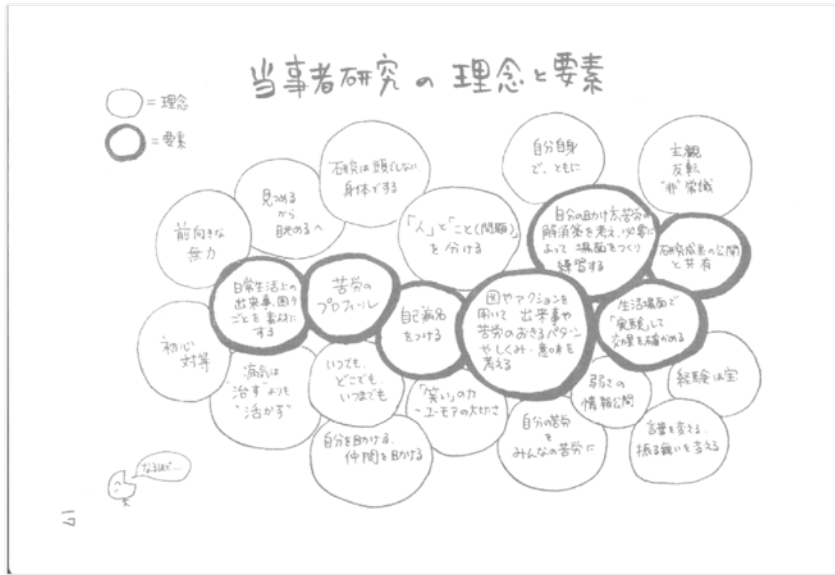 当事者研究の理念と要素
=理念
=要素
自分自身
で、ともに
主観
反転
"非"常識
研究は頭でしない、
身体でする
見つめる
から
眺めるへ
前向きな
無力
「人」と「こと(問題)」
を分ける
自分の助け方、苦労の
解消策を考え、必要に
よって場面をつくり
練習する
研究成果の公開
と共有
日常生活上の
出来事、困り
ごとを素材に
する
苦労の
プロフィール
自己病名
をつける
図やアクションを
用いて 出来事や
苦労のおきるパターン
やしくみ・意味を
考える
生活場面で
「実験」して
効果を確かめる
初心
対等
病気は
"治す"よりも
"活かす"
いつでも、
どこでも、
いつまでも
「笑い」の力
-ユーモアの大切さ
弱さの
情報公開
経験は宝
自分を助ける、
仲間を助ける
自分の苦労
を
みんなの苦労に
言葉を変える、
振る舞いを変える
なるほど…
17